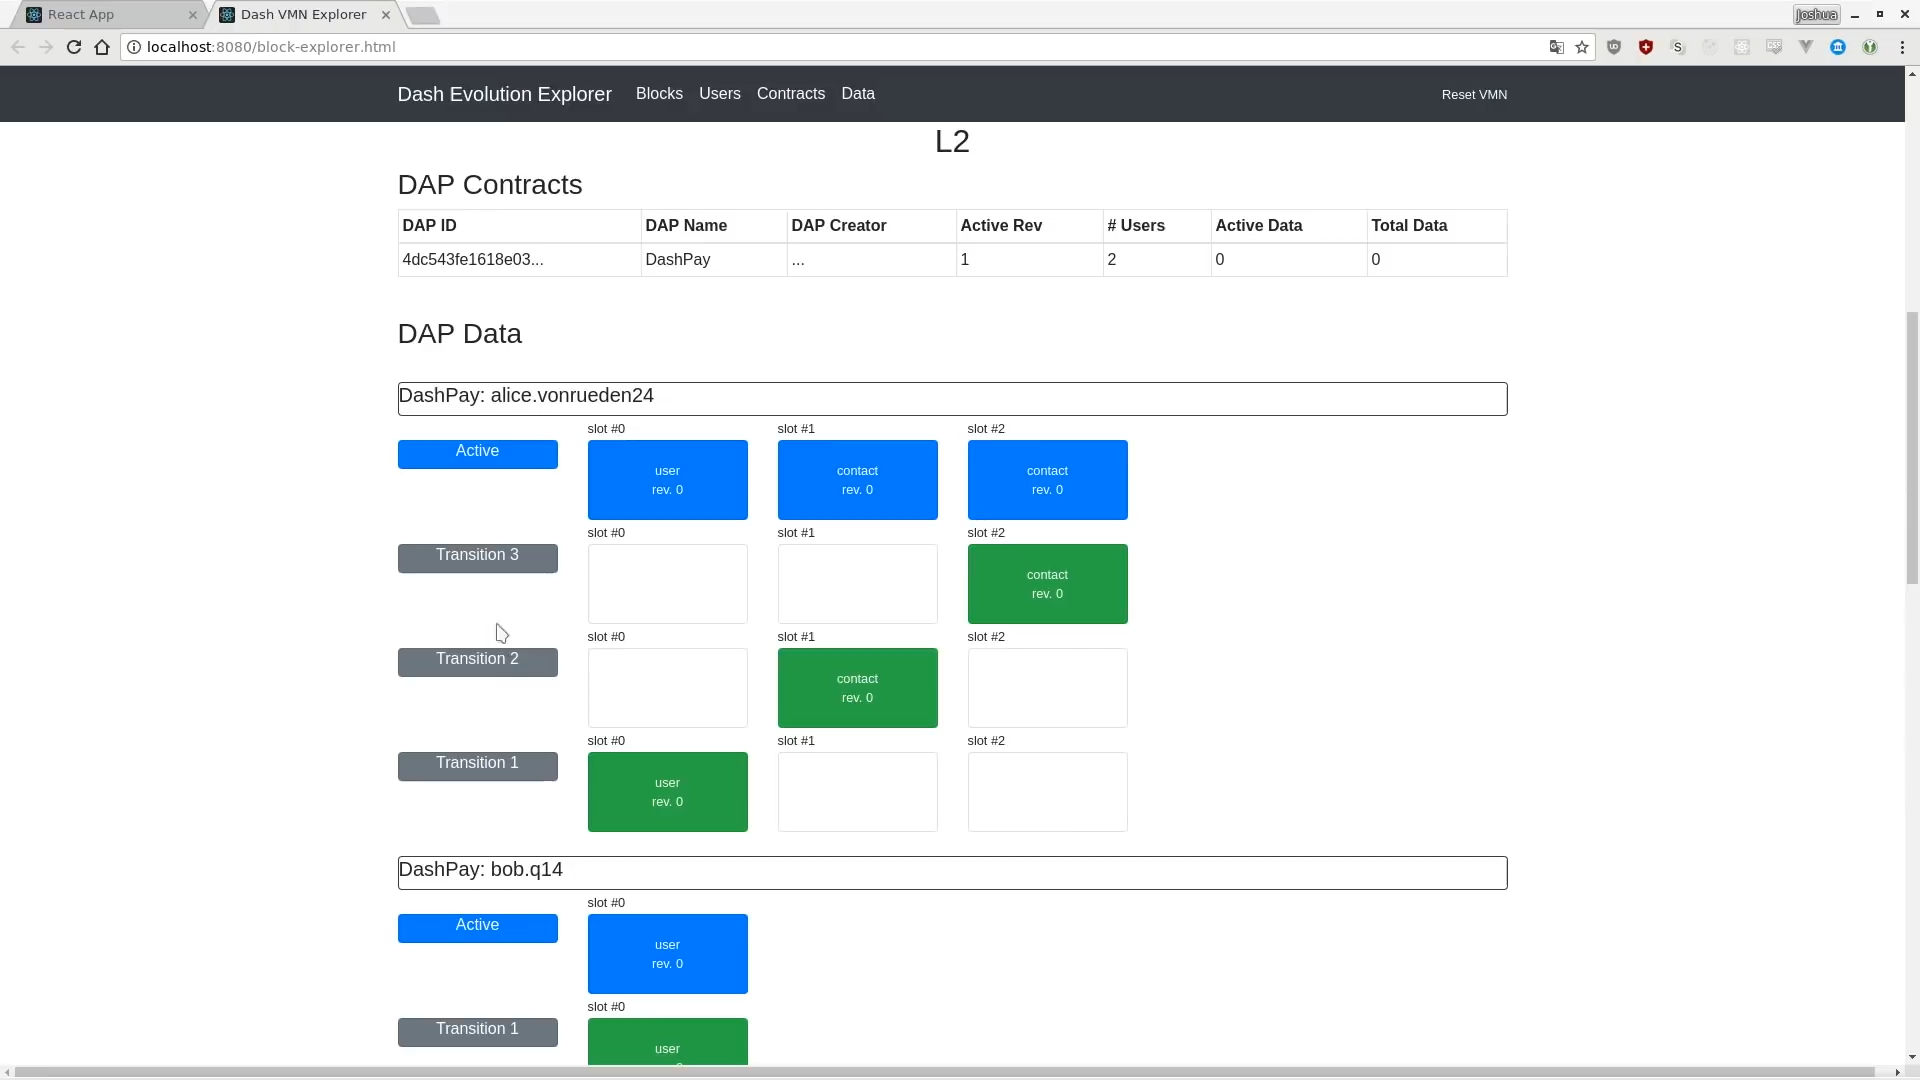 React App
Dash VMN Explorer
Joshua
localhost:8080/block-explorer.html
Dash Evolution Explorer Blocks Users Contracts Data Reset VMN
L2
DAP Contracts
DAP ID DAP Name DAP Creator Active Rev # Users Active Data Total Data
4dc543fe1618e03... DashPay ... 1 2 0 0
DAP Data
DashPay: alice.vonrueden24
slot #0 slot #1 slot #2
Active
user contact contact
rev. 0 rev. 0 rev. 0
slot #0 slot #1 slot #2
Transition 3
contact
rev. 0
slot #0 slot #1 slot #2
Transition 2
contact
rev. 0
slot #0 slot #1 slot #2
Transition 1
user
rev. 0
DashPay: bob.q14
slot #0
Active
user
rev. 0
slot #0
Transition 1
user